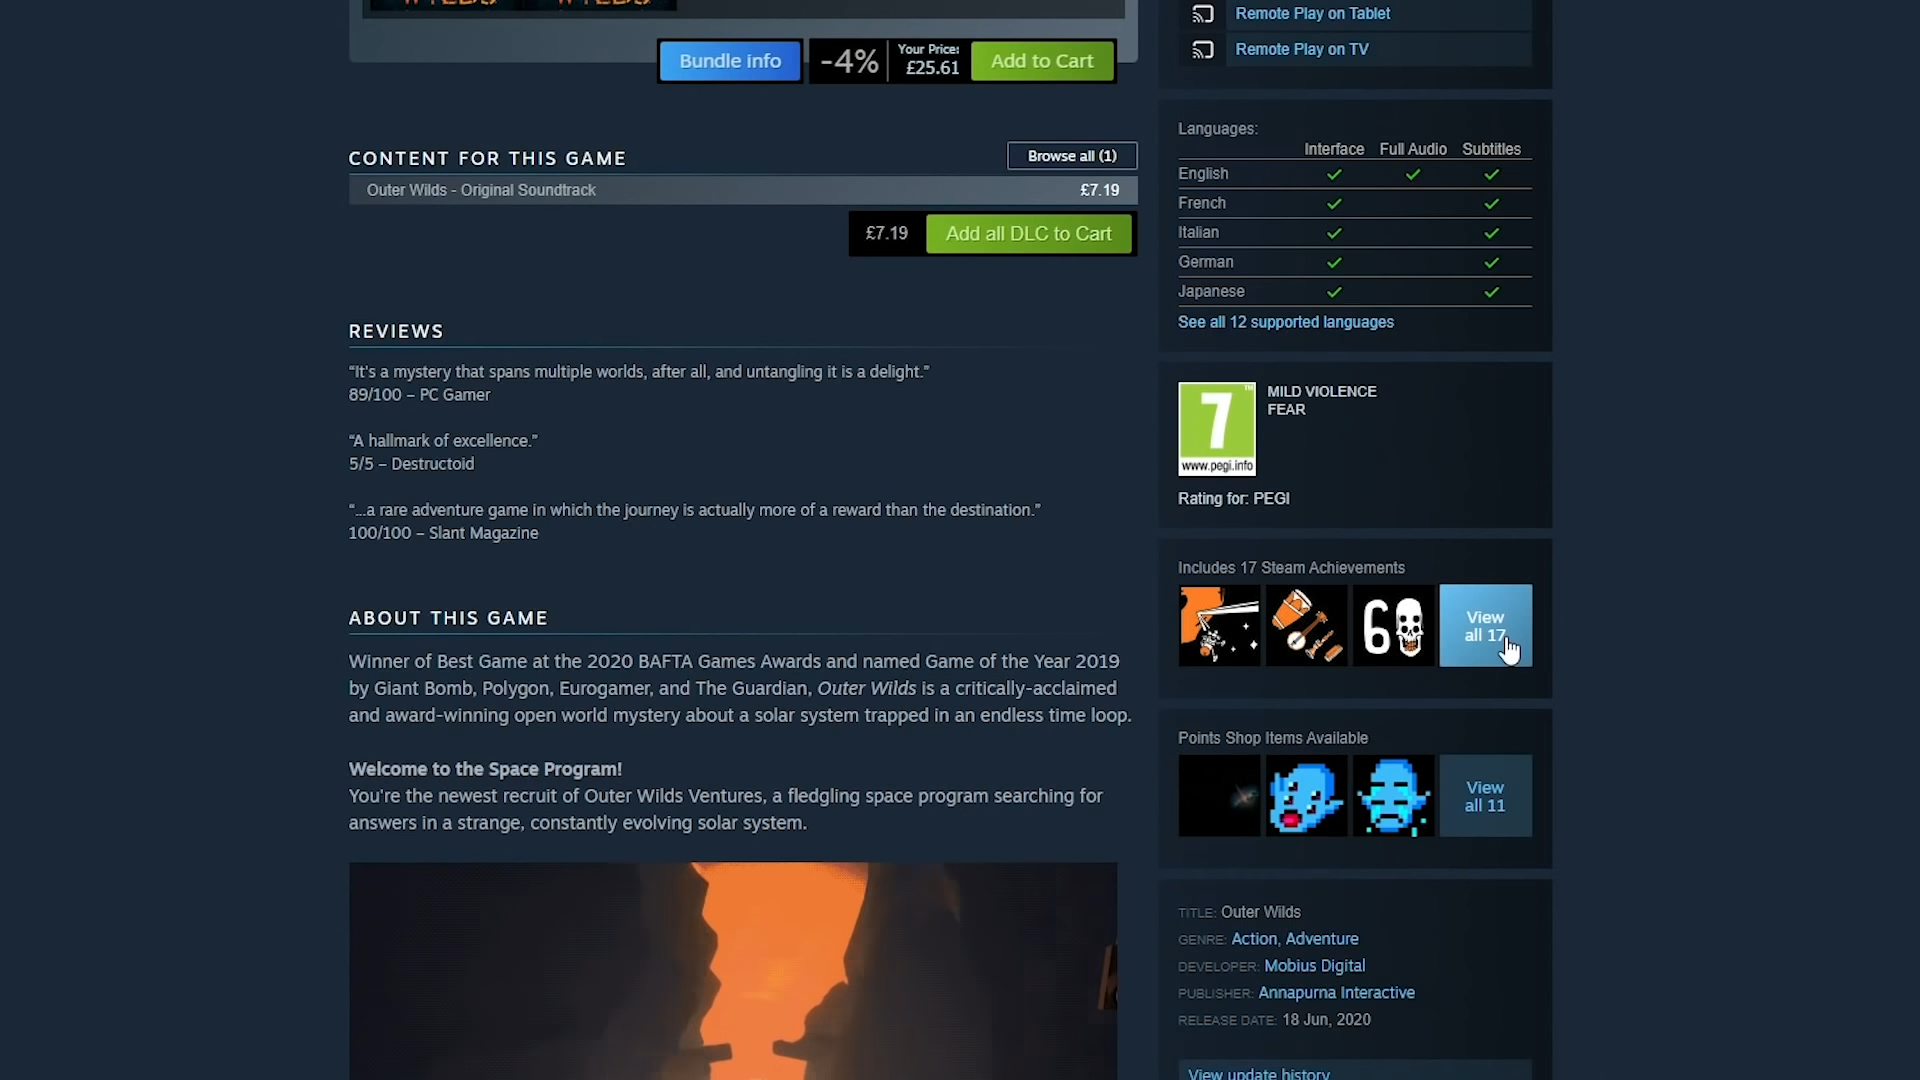 Bundle info
-4%
Your Price:
£25.61
Add to Cart
CONTENT FOR THIS GAME
Browse all (1)
Outer Wilds - Original Soundtrack
£7.19
£7.19
Add all DLC to Cart
REVIEWS
“It's a mystery that spans multiple worlds, after all, and untangling it is a delight.”
89/100 – PC Gamer
“A hallmark of excellence.”
5/5 – Destructoid
“...a rare adventure game in which the journey is actually more of a reward than the destination.”
100/100 – Slant Magazine
ABOUT THIS GAME
Winner of Best Game at the 2020 BAFTA Games Awards and named Game of the Year 2019
by Giant Bomb, Polygon, Eurogamer, and The Guardian, Outer Wilds is a critically-acclaimed
and award-winning open world mystery about a solar system trapped in an endless time loop.
Welcome to the Space Program!
You're the newest recruit of Outer Wilds Ventures, a fledgling space program searching for
answers in a strange, constantly evolving solar system.
Remote Play on Tablet
Remote Play on TV
Languages:
Interface Full Audio Subtitles
English ✓ ✓ ✓
French ✓ ✓
Italian ✓ ✓
German ✓ ✓
Japanese ✓ ✓
See all 12 supported languages
7
www.pegi.info
MILD VIOLENCE
FEAR
Rating for: PEGI
Includes 17 Steam Achievements
6
View
all 17
Points Shop Items Available
View
all 11
TITLE: Outer Wilds
GENRE: Action, Adventure
DEVELOPER: Mobius Digital
PUBLISHER: Annapurna Interactive
RELEASE DATE: 18 Jun, 2020
View update history